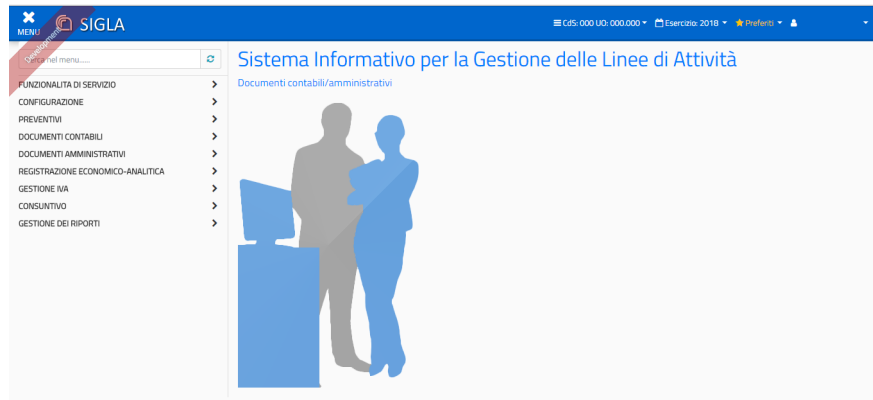 MENU
SIGLA
CdS: 000 UO: 000.000
Esercizio: 2018
Preferiti
Development
Cerca nel menu.....
Sistema Informativo per la Gestione delle Linee di Attività
Documenti contabili/amministrativi
FUNZIONALITA DI SERVIZIO
CONFIGURAZIONE
PREVENTIVI
DOCUMENTI CONTABILI
DOCUMENTI AMMINISTRATIVI
REGISTRAZIONE ECONOMICO-ANALITICA
GESTIONE IVA
CONSUNTIVO
GESTIONE DEI RIPORTI